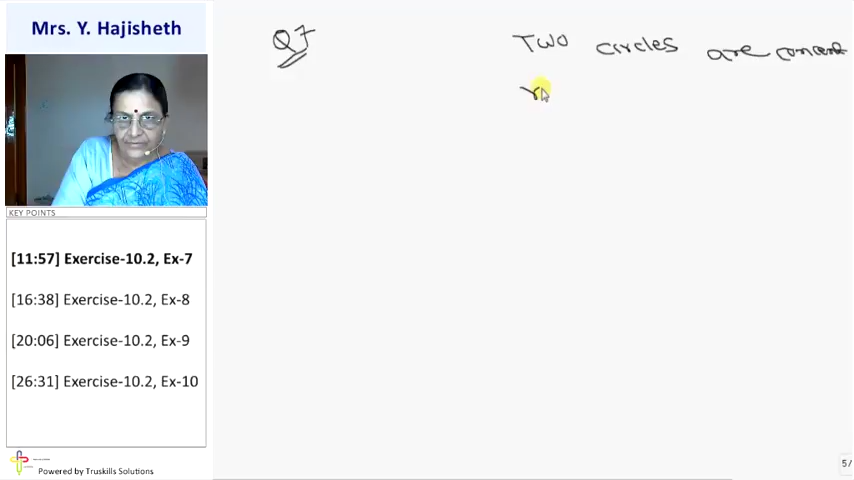 Mrs. Y. Hajisheth
Q7
Two circles are concent
r
KEY POINTS
[11:57] Exercise-10.2, Ex-7
[16:38] Exercise-10.2, Ex-8
[20:06] Exercise-10.2, Ex-9
[26:31] Exercise-10.2, Ex-10
Powered by Truskills Solutions
5/